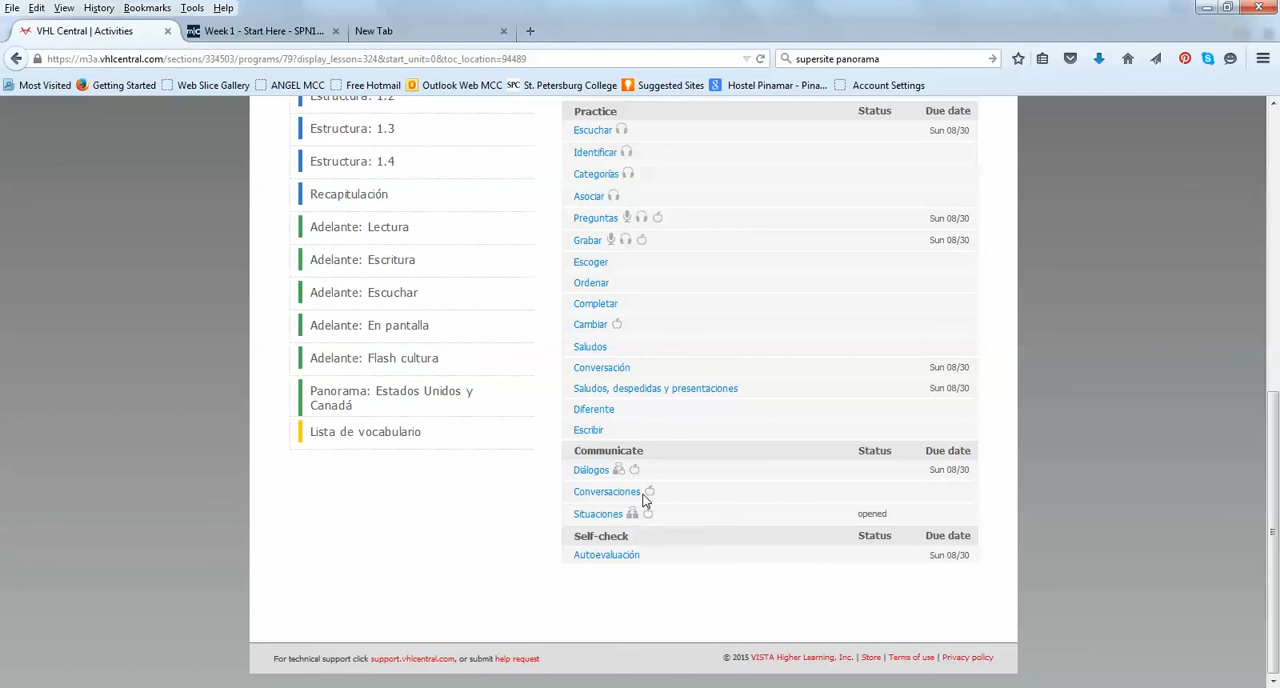 File Edit View History Bookmarks Tools Help
VHL Central | Activities × Week 1 - Start Here - SPN1... × New Tab × +
https://m3a.vhlcentral.com/sections/334503/programs/79?display_lesson=324&start_unit=0&toc_location=94489 supersite panorama
Most Visited Getting Started Web Slice Gallery ANGEL MCC Free Hotmail Outlook Web MCC SPC St. Petersburg College Suggested Sites Hostel Pinamar - Pina... Account Settings
Estructura: 1.2
Estructura: 1.3
Estructura: 1.4
Recapitulación
Adelante: Lectura
Adelante: Escritura
Adelante: Escuchar
Adelante: En pantalla
Adelante: Flash cultura
Panorama: Estados Unidos y
Canadá
Lista de vocabulario
Practice Status Due date
Escuchar Sun 08/30
Identificar
Categorías
Asociar
Preguntas Sun 08/30
Grabar Sun 08/30
Escoger
Ordenar
Completar
Cambiar
Saludos
Conversación Sun 08/30
Saludos, despedidas y presentaciones Sun 08/30
Diferente
Escribir
Communicate Status Due date
Diálogos Sun 08/30
Conversaciones
Situaciones opened
Self-check Status Due date
Autoevaluación Sun 08/30
For technical support click support.vhlcentral.com, or submit help request © 2015 VISTA Higher Learning, Inc. | Store | Terms of use | Privacy policy